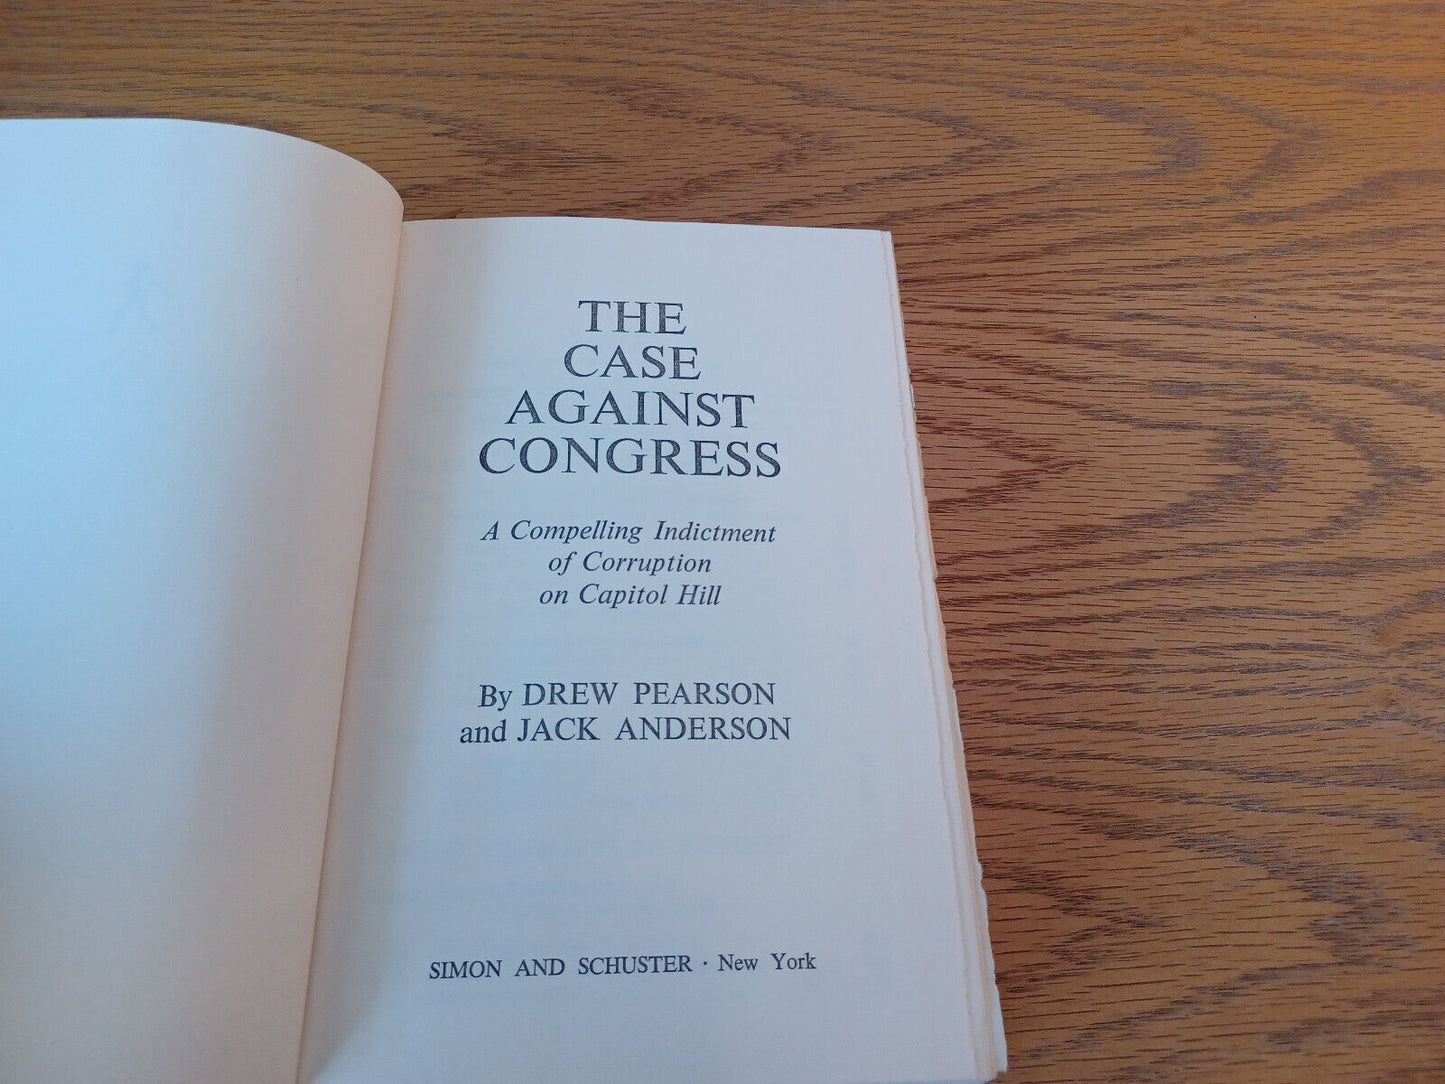 THE
CASE
AGAINST
CONGRESS
A Compelling Indictment
of Corruption
on Capitol Hill
By DREW PEARSON
and JACK ANDERSON
SIMON AND SCHUSTER · New York